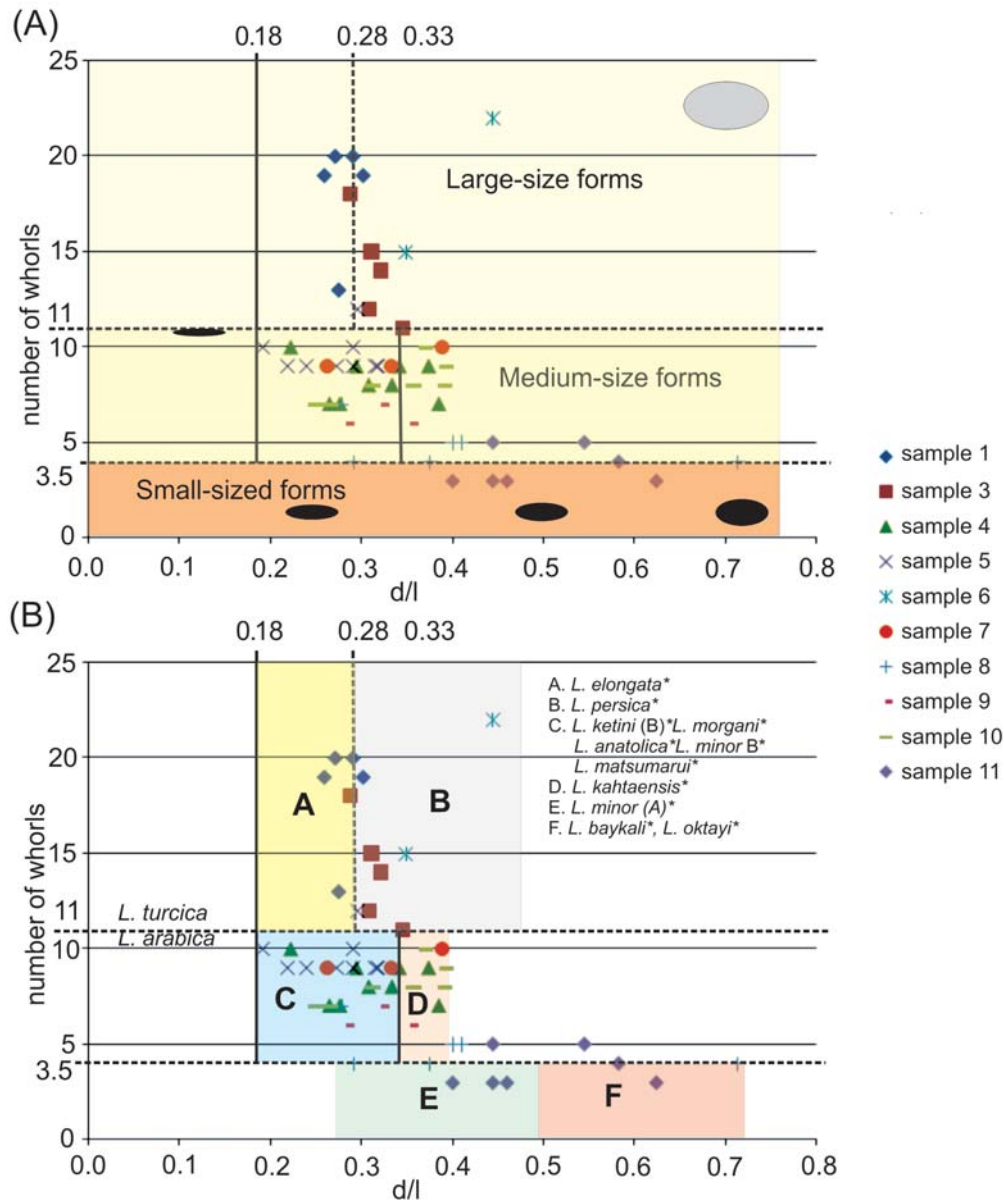 (A)
0.18 0.28 0.33
25
20
15
11
10
5
3.5
0
number of whorls
Large-size forms
Medium-size forms
Small-sized forms
0.0 0.1 0.2 0.3 0.4 0.5 0.6 0.7 0.8
d/l
sample 1
sample 3
sample 4
sample 5
sample 6
sample 7
sample 8
sample 9
sample 10
sample 11
(B)
0.18 0.28 0.33
25
20
15
11
10
5
3.5
0
number of whorls
A. L. elongata*
B. L. persica*
C. L. ketini (B)*L. morgani*
L. anatolica*L. minor B*
L. matsumarui*
D. L. kahtaensis*
E. L. minor (A)*
F. L. baykali*, L. oktayi*
A
B
L. turcica
L. arabica
C
D
E
F
0.0 0.1 0.2 0.3 0.4 0.5 0.6 0.7 0.8
d/l